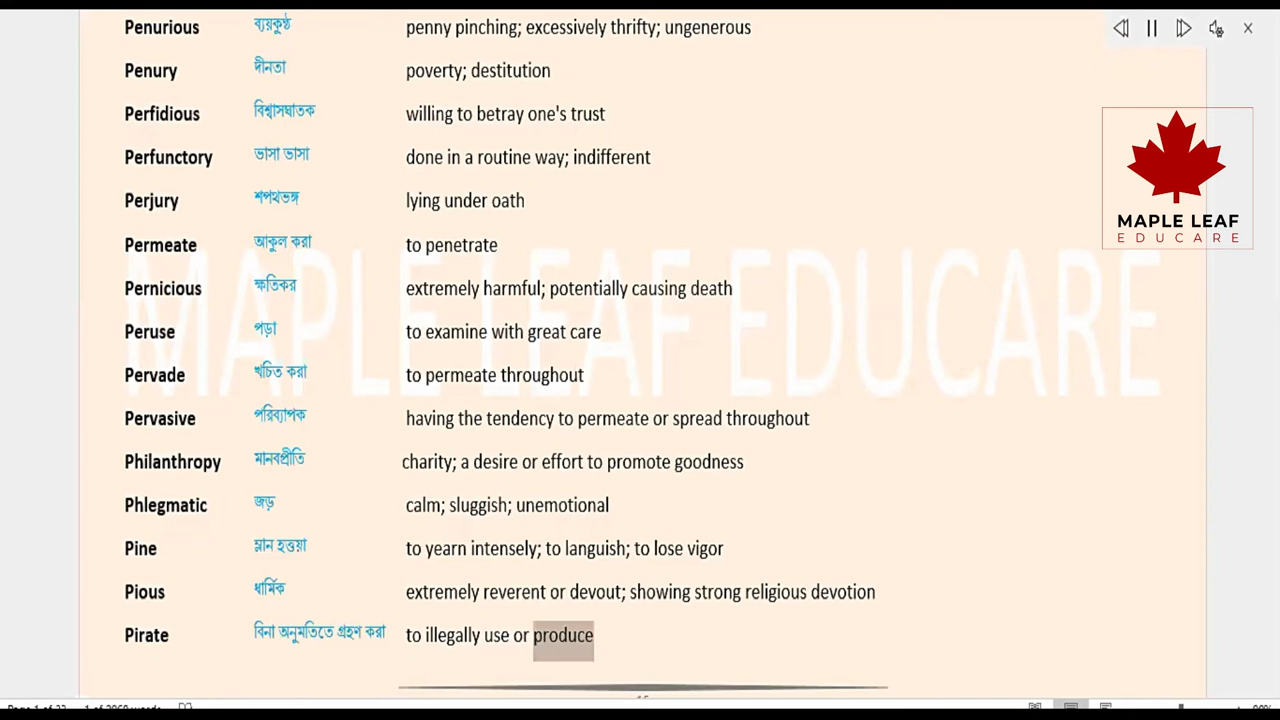 Penurious ব্যয়কুণ্ঠ penny pinching; excessively thrifty; ungenerous
Penury দীনতা poverty; destitution
Perfidious বিশ্বাসঘাতক willing to betray one's trust
Perfunctory ভাসা ভাসা done in a routine way; indifferent
Perjury শপথভঙ্গ lying under oath
Permeate আকুল করা to penetrate
Pernicious ক্ষতিকর extremely harmful; potentially causing death
Peruse পড়া to examine with great care
Pervade খচিত করা to permeate throughout
Pervasive পরিব্যাপক having the tendency to permeate or spread throughout
Philanthropy মানবপ্রীতি charity; a desire or effort to promote goodness
Phlegmatic জড় calm; sluggish; unemotional
Pine ম্লান হত্তয়া to yearn intensely; to languish; to lose vigor
Pious ধার্মিক extremely reverent or devout; showing strong religious devotion
Pirate বিনা অনুমতিতে গ্রহণ করা to illegally use or produce
MAPLE LEAF
EDUCARE
MAPLE LEAF EDUCARE